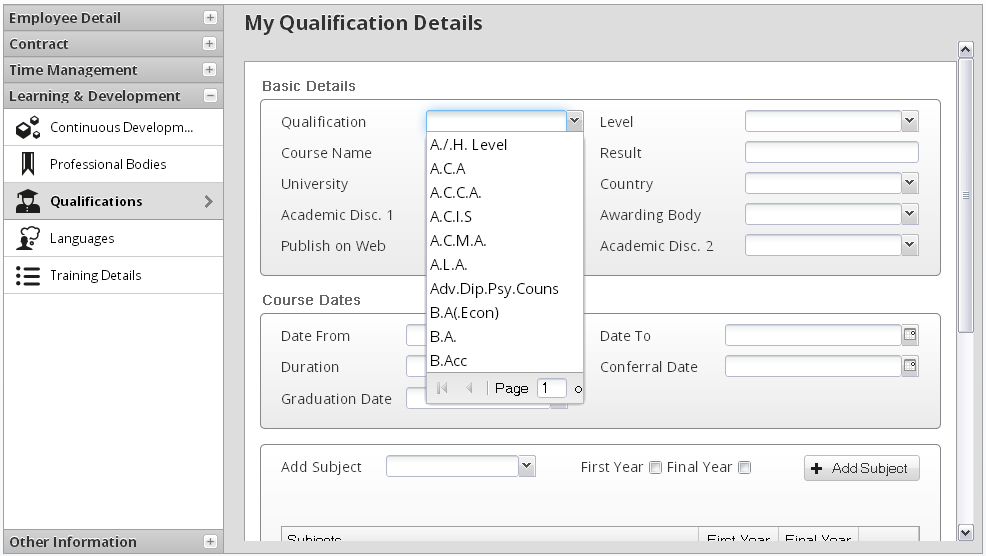 Employee Detail
Contract
Time Management
Learning & Development
Continuous Developm...
Professional Bodies
Qualifications
Languages
Training Details
Other Information
My Qualification Details
Basic Details
Qualification
Level
Course Name
Result
University
Country
Academic Disc. 1
Awarding Body
Publish on Web
Academic Disc. 2
A./.H. Level
A.C.A
A.C.C.A.
A.C.I.S
A.C.M.A.
A.L.A.
Adv.Dip.Psy.Couns
B.A(.Econ)
B.A.
B.Acc
Page 1 o
Course Dates
Date From
Date To
Duration
Conferral Date
Graduation Date
Add Subject
First Year
Final Year
Add Subject
Subjects First Year Final Year